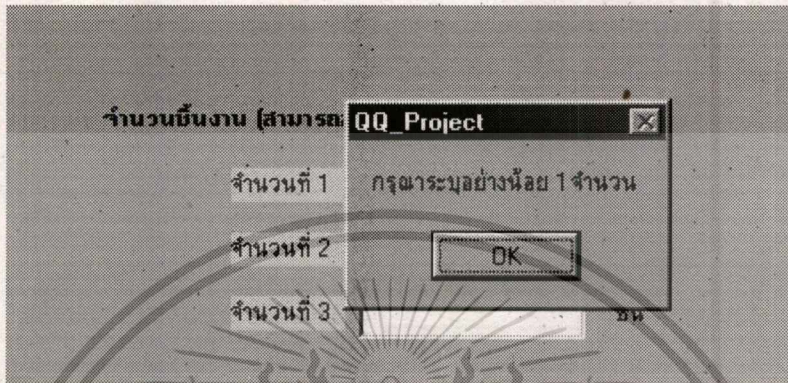 จำนวนชิ้นงาน (สามารถ
QQ_Project
จำนวนที่ 1
กรุณาระบุอย่างน้อย 1 จำนวน
จำนวนที่ 2
OK
จำนวนที่ 3
ชิ้น